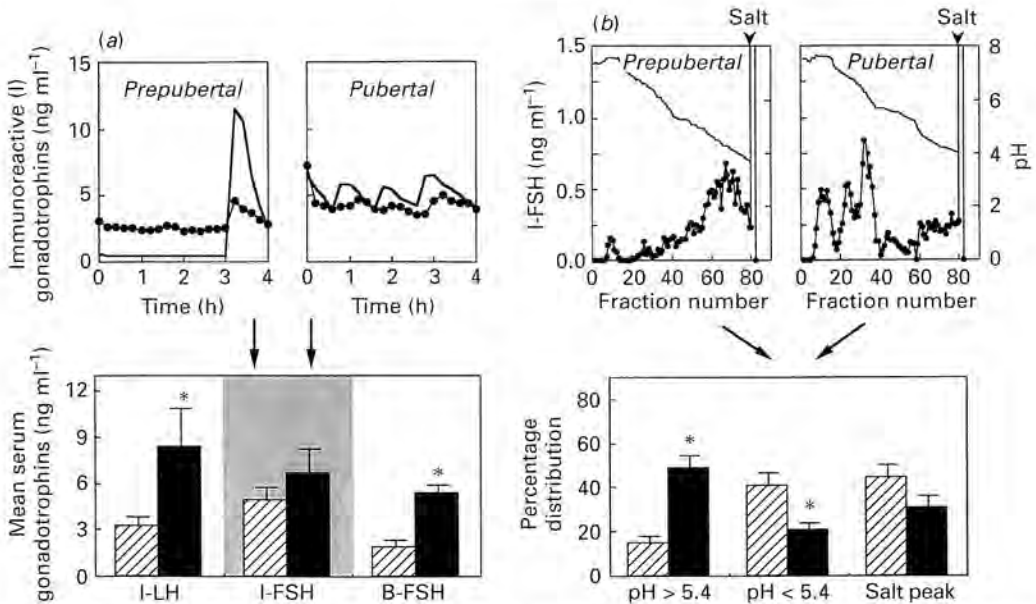 (a)
Immunoreactive (I)
gonadotrophins (ng ml⁻¹)
15
10
5
0
Prepubertal
Pubertal
0 1 2 3 4
0 1 2 3 4
Time (h)
Time (h)
(b)
Salt
Salt
I-FSH (ng ml⁻¹)
1.5
1.0
0.5
0.0
Prepubertal
Pubertal
8
6
4
2
0
pH
0 20 40 60 80
0 20 40 60 80
Fraction number
Fraction number
Mean serum
gonadotrophins (ng ml⁻¹)
12
9
6
3
0
*
*
I-LH
I-FSH
B-FSH
Percentage
distribution
80
60
40
20
0
*
*
pH > 5.4
pH < 5.4
Salt peak